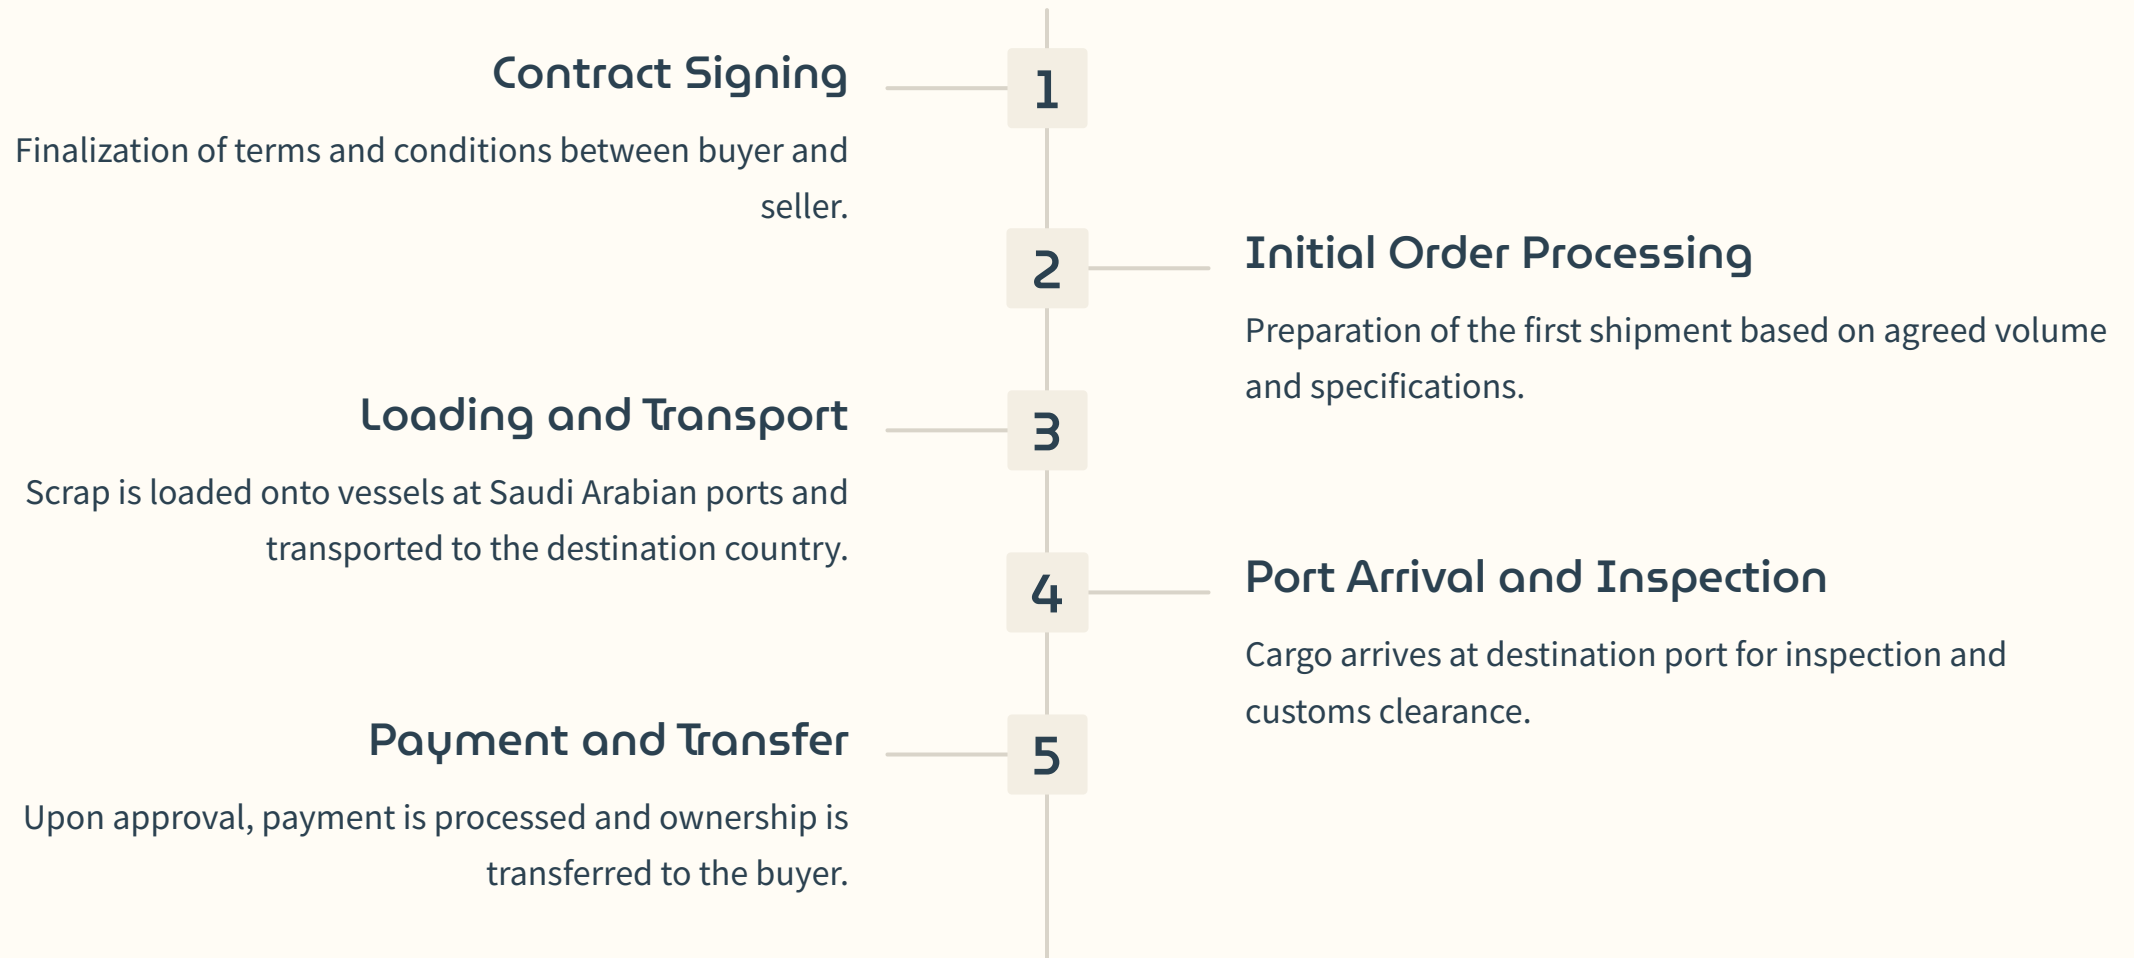 Contract Signing
1
Finalization of terms and conditions between buyer and
seller.
2
Initial Order Processing
Preparation of the first shipment based on agreed volume
and specifications.
Loading and Transport
3
Scrap is loaded onto vessels at Saudi Arabian ports and
transported to the destination country.
4
Port Arrival and Inspection
Cargo arrives at destination port for inspection and
customs clearance.
Payment and Transfer
5
Upon approval, payment is processed and ownership is
transferred to the buyer.